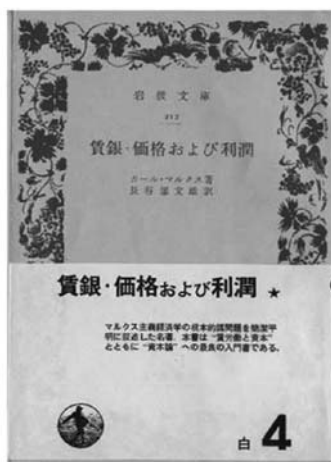 岩波文庫
賃銀・価格および利潤
カール・マルクス著
長谷部文雄訳
賃銀・価格および利潤 ★
マルクス主義経済学の根本的諸問題を簡潔平
明に叙述した名著．本書は“賃労働と資本”
とともに“資本論”への最良の入門書である．
白 4